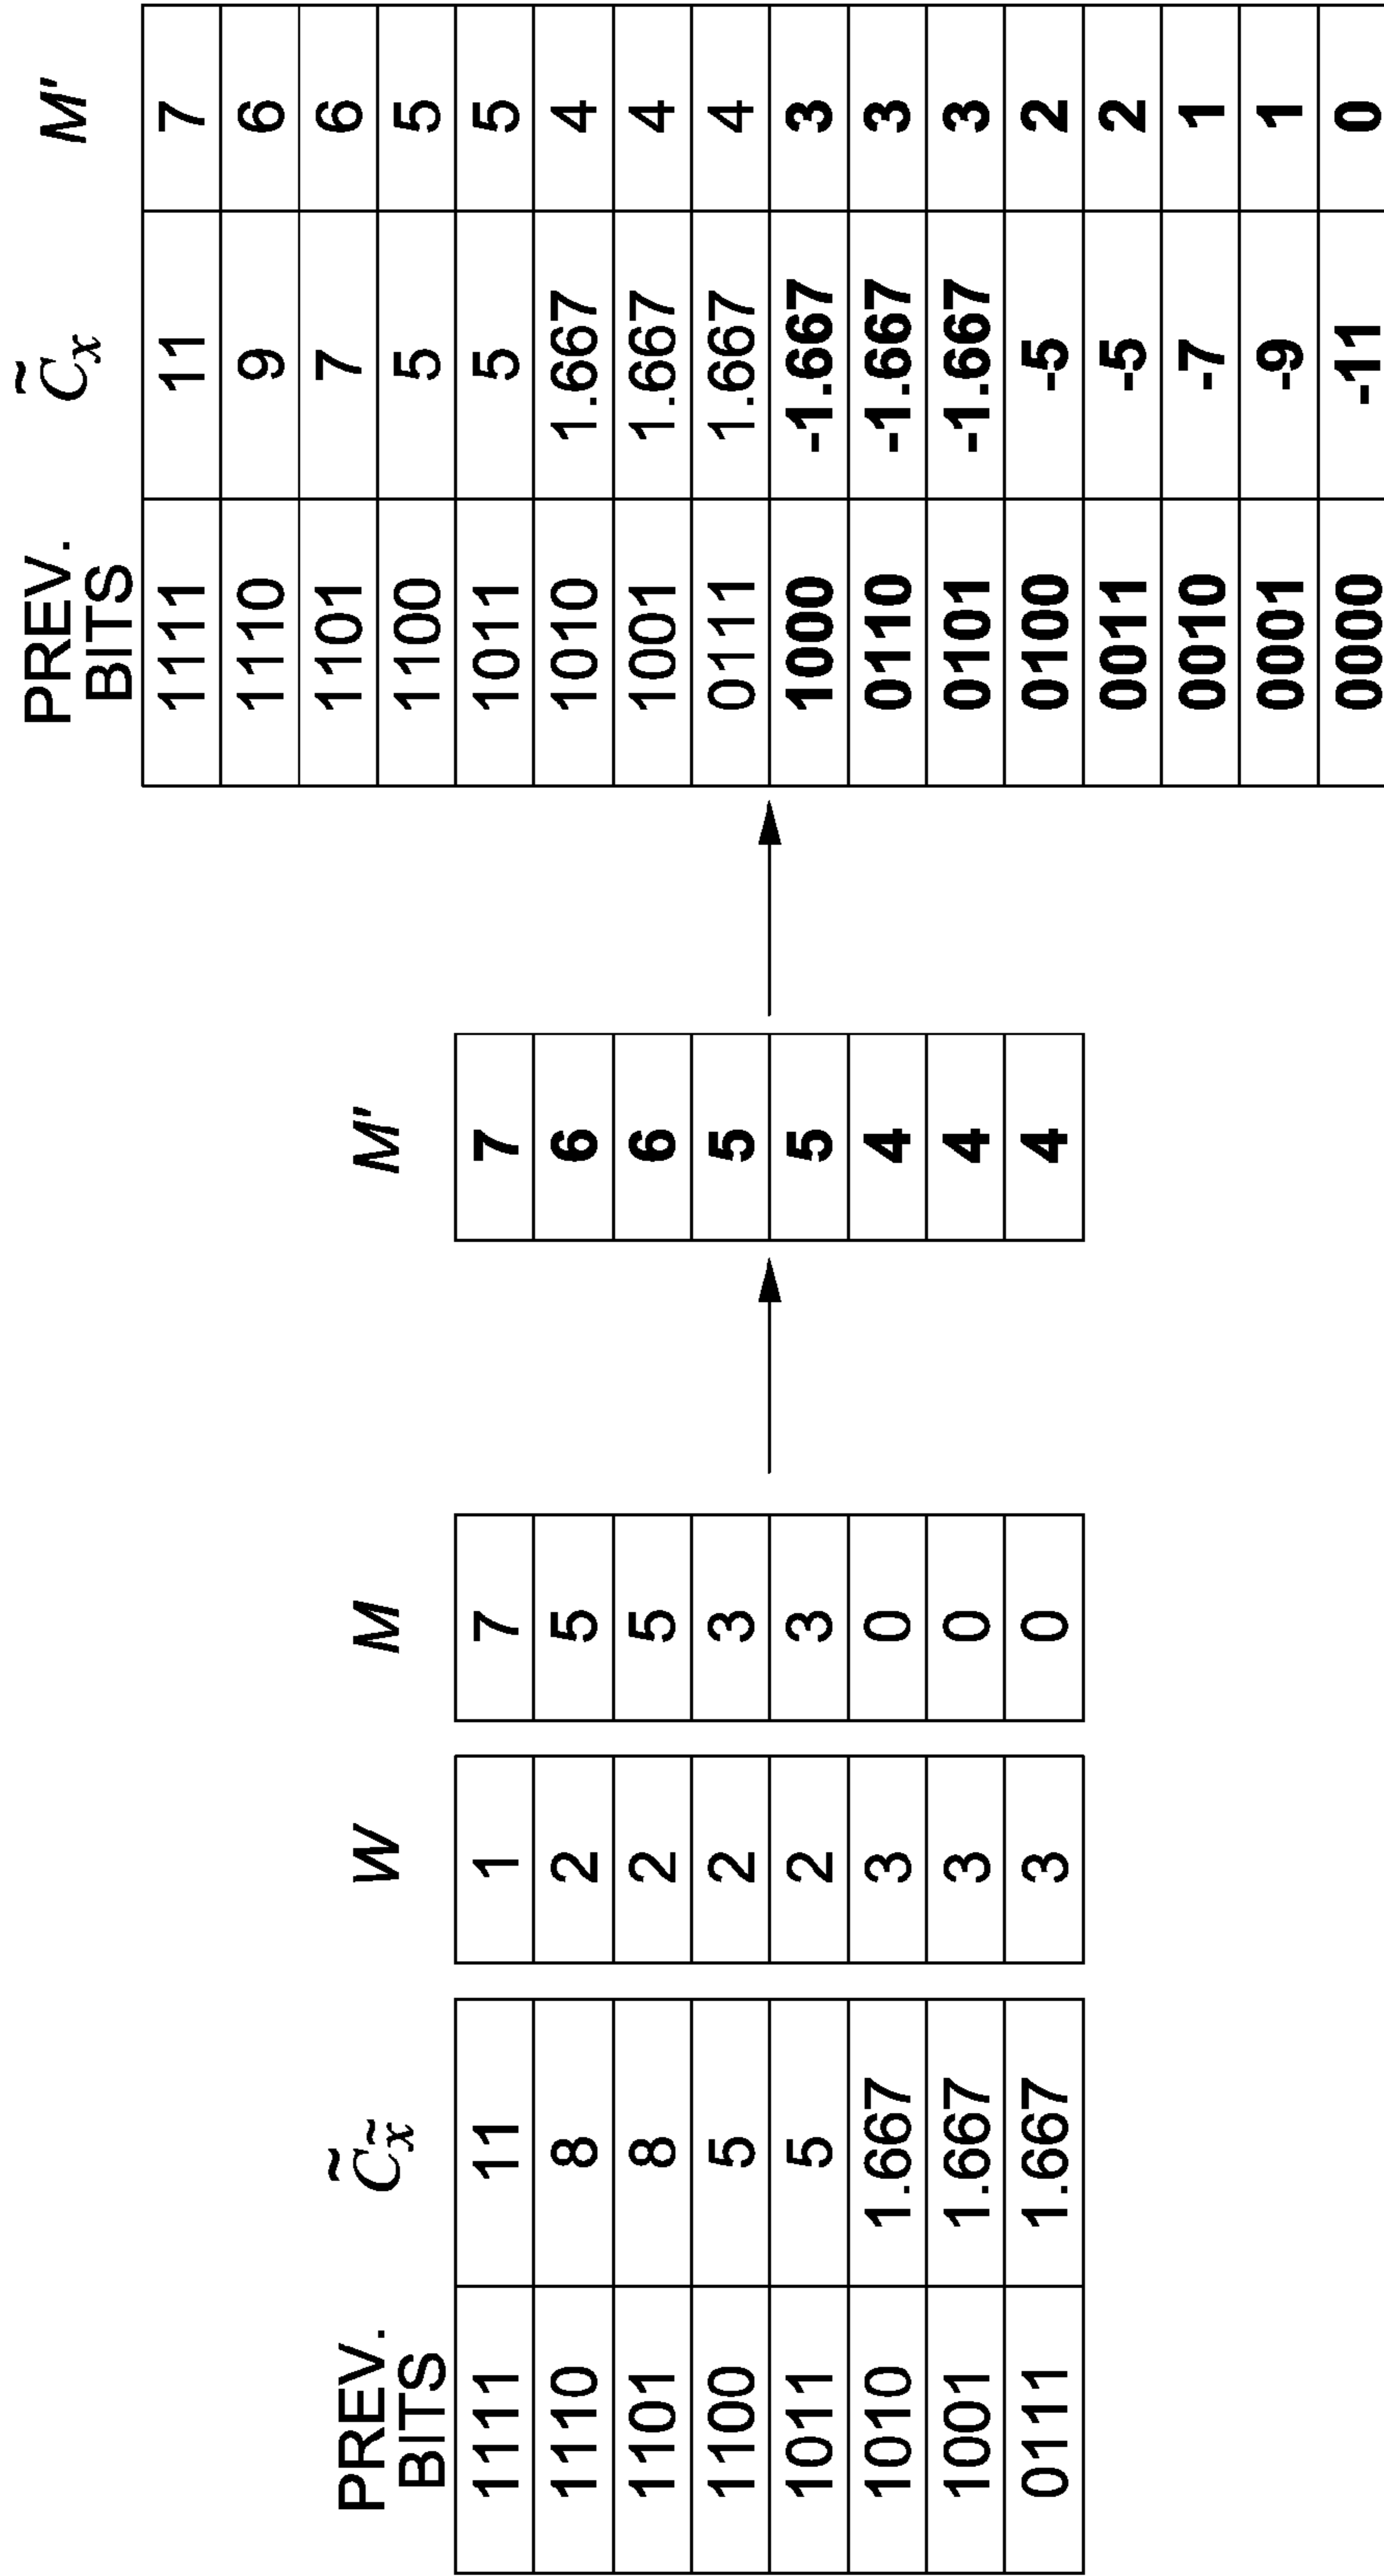 PREV.
BITS
C̃x̃
W
M
1111 11 1 7
1110 8 2 5
1101 8 2 5
1100 5 2 3
1011 5 2 3
1010 1.667 3 0
1001 1.667 3 0
0111 1.667 3 0
M'
7
6
6
5
5
4
4
4
PREV.
BITS
C̃x
M'
1111 11 7
1110 9 6
1101 7 6
1100 5 5
1011 5 5
1010 1.667 4
1001 1.667 4
0111 1.667 4
1000 -1.667 3
0110 -1.667 3
0101 -1.667 3
0100 -5 2
0011 -5 2
0010 -7 1
0001 -9 1
0000 -11 0